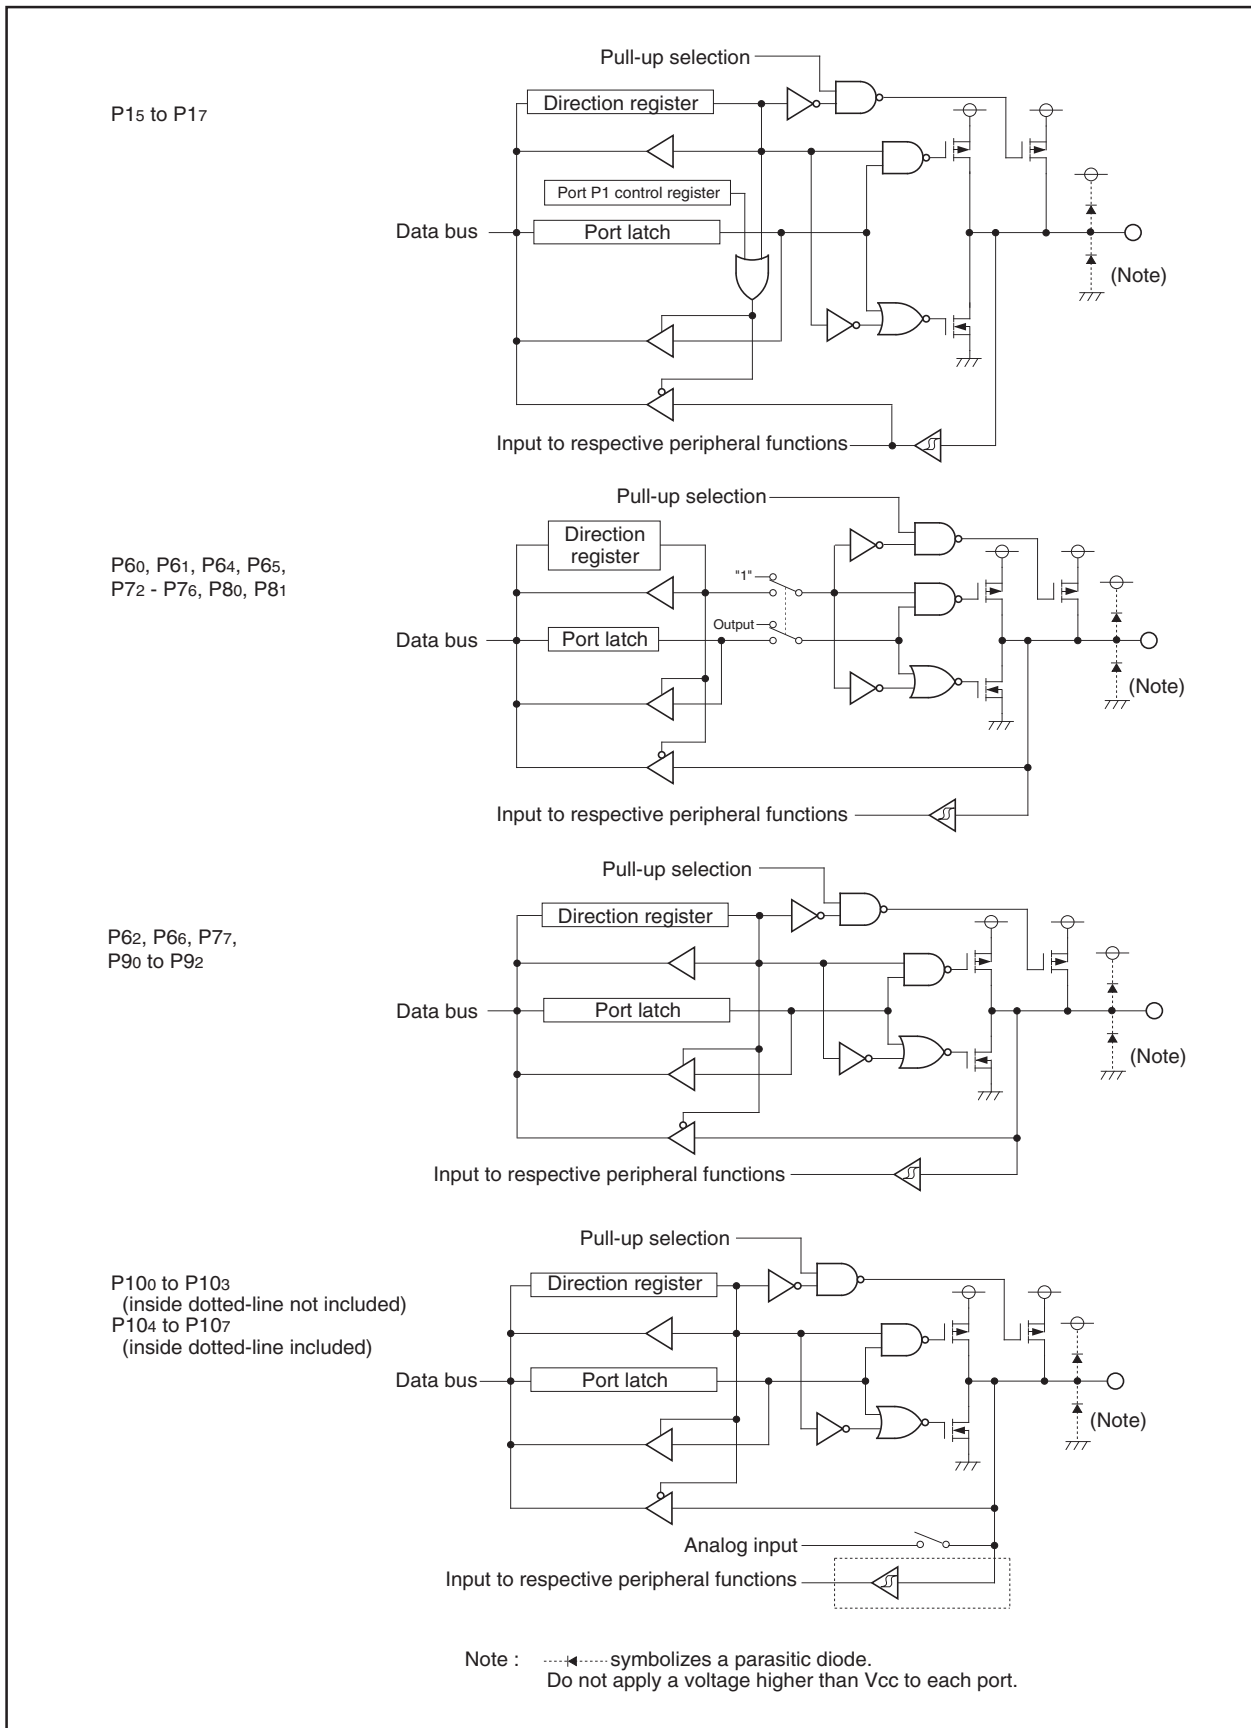 Pull-up selection
P15 to P17
Direction register
Port P1 control register
Data bus
Port latch
(Note)
Input to respective peripheral functions
Pull-up selection
P60, P61, P64, P65,
P72 - P76, P80, P81
Direction
register
"1"
Output
Data bus
Port latch
(Note)
Input to respective peripheral functions
Pull-up selection
P62, P66, P77,
P90 to P92
Direction register
Data bus
Port latch
(Note)
Input to respective peripheral functions
Pull-up selection
P100 to P103
(inside dotted-line not included)
P104 to P107
(inside dotted-line included)
Direction register
Data bus
Port latch
(Note)
Analog input
Input to respective peripheral functions
Note : symbolizes a parasitic diode.
Do not apply a voltage higher than Vcc to each port.